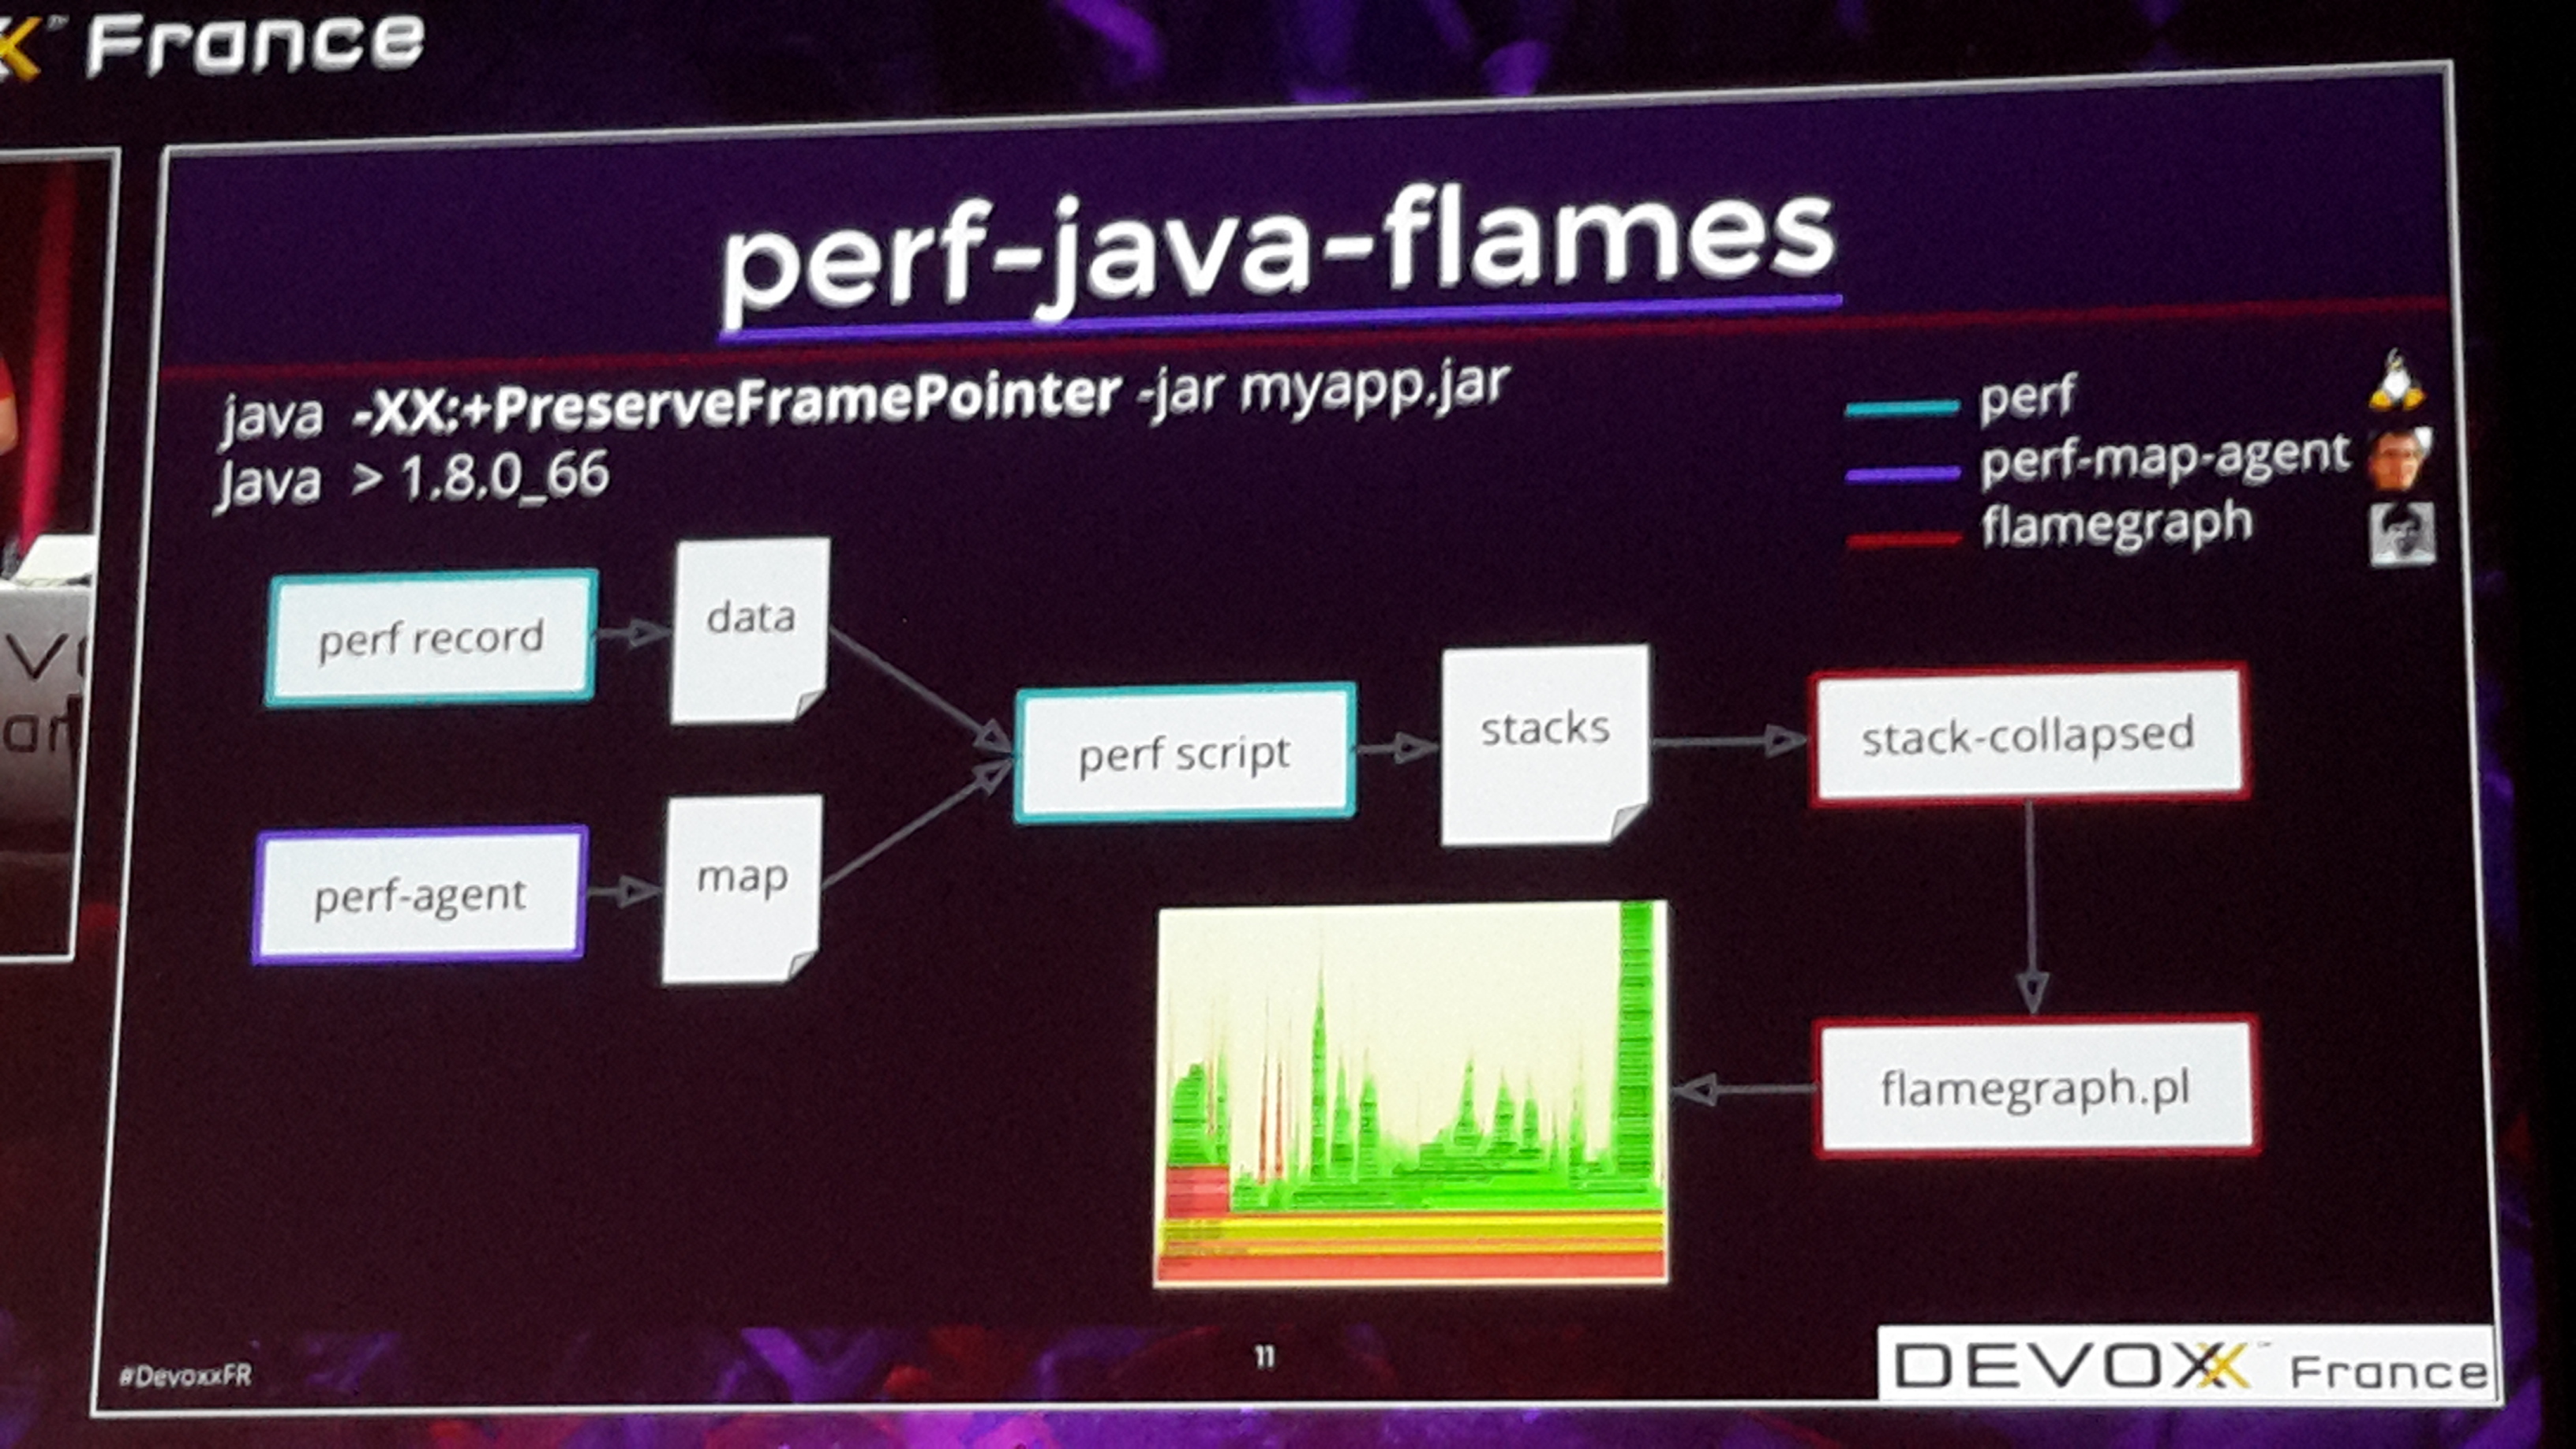 France
perf-java-flames
java -XX:+PreserveFramePointer -jar myapp.jar
Java > 1.8.0_66
perf
perf-map-agent
flamegraph
perf record
data
perf script
stacks
stack-collapsed
perf-agent
map
flamegraph.pl
#DevoxxFR
11
DEVOXX™ France